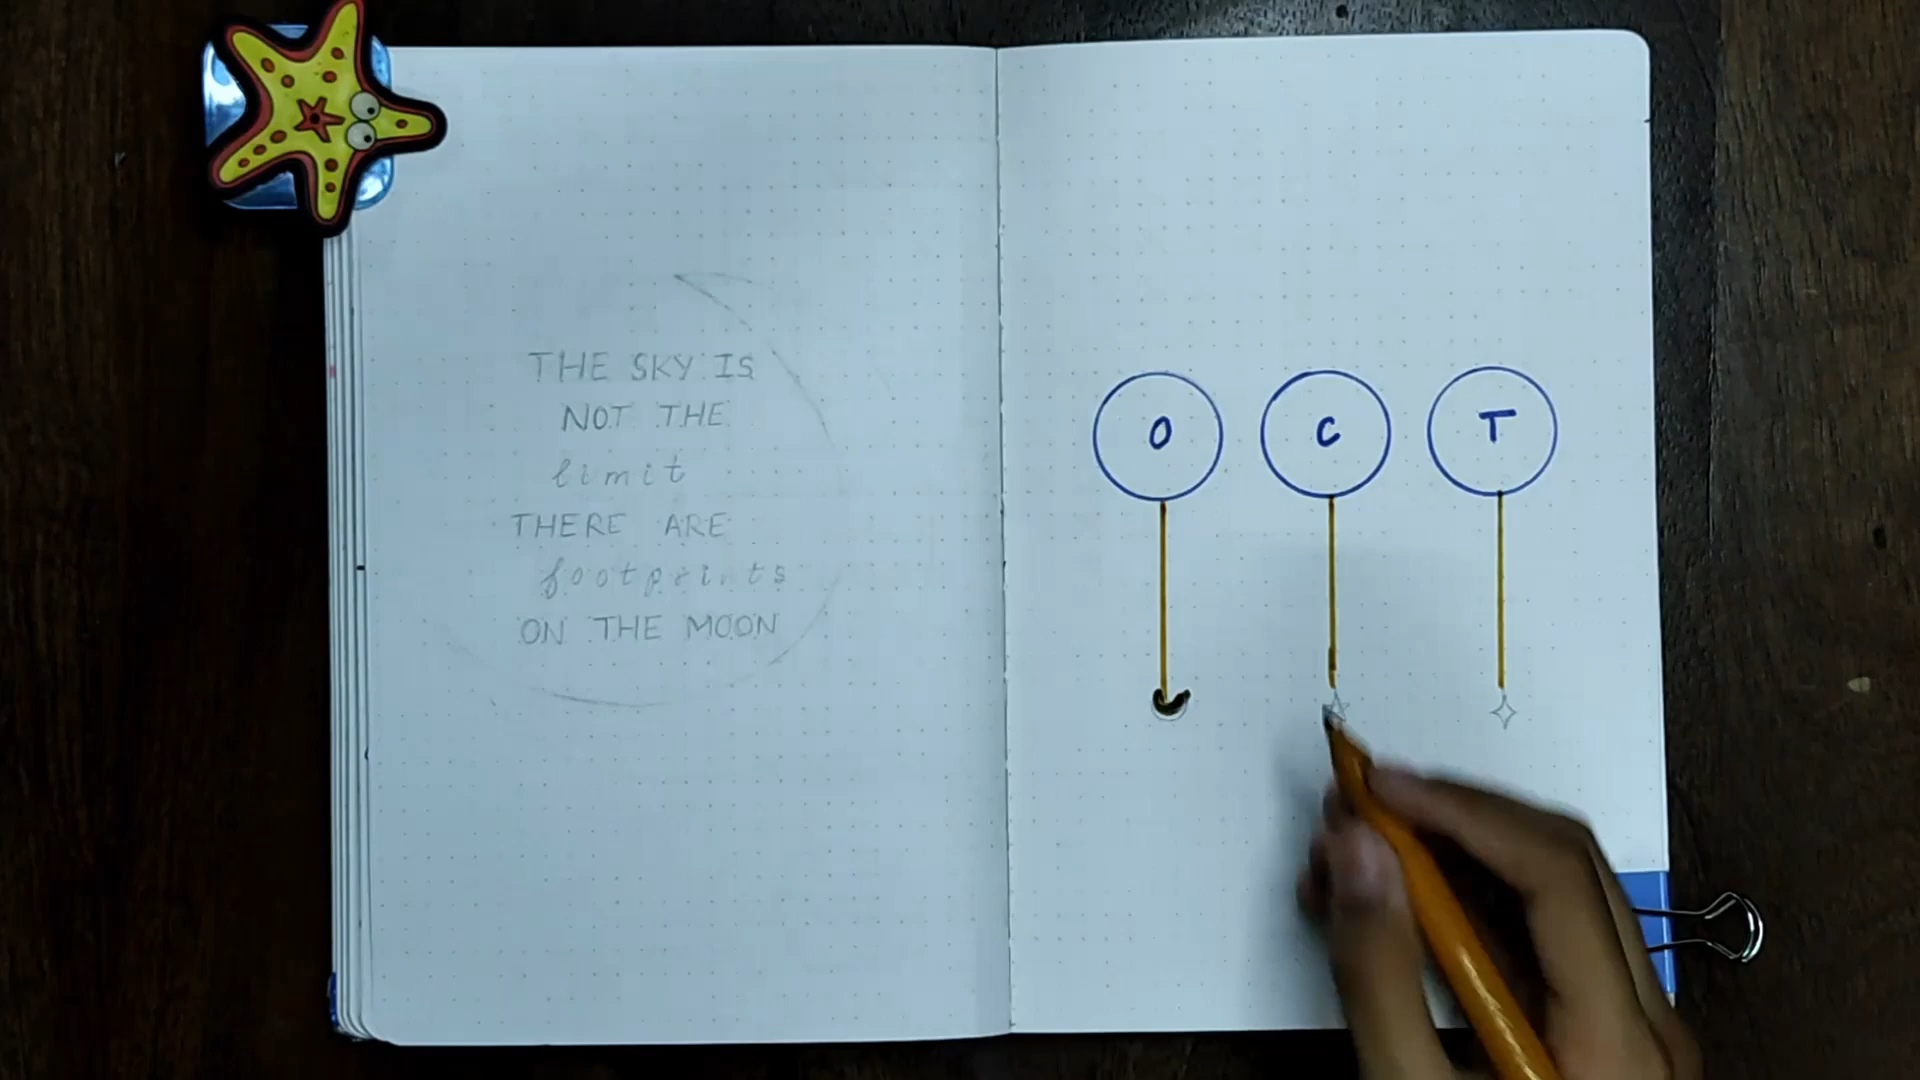 THE SKY IS
NOT THE
limit
THERE ARE
footprints
ON THE MOON
O C T